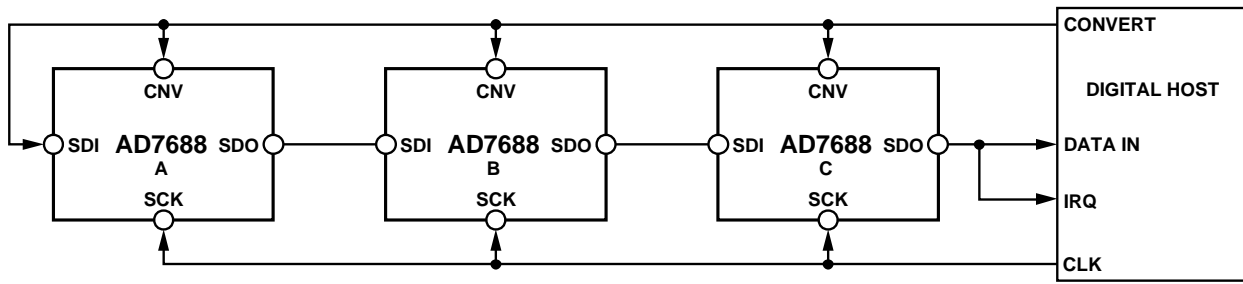 CONVERT
CNV
CNV
CNV
DIGITAL HOST
SDI AD7688 SDO
SDI AD7688 SDO
SDI AD7688 SDO
DATA IN
A
B
C
SCK
SCK
SCK
IRQ
CLK